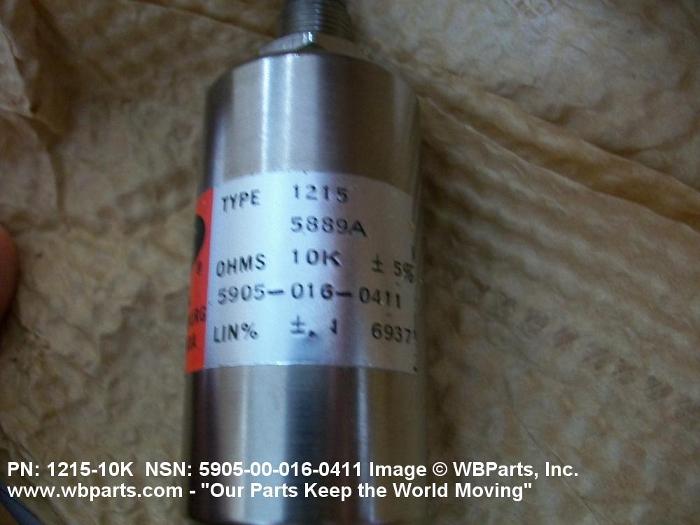 TYPE 1215
5889A
OHMS 10K ± 5%
5905-016-0411
LIN% ±.1 6937
PN: 1215-10K NSN: 5905-00-016-0411 Image © WBParts, Inc.
www.wbparts.com - "Our Parts Keep the World Moving"